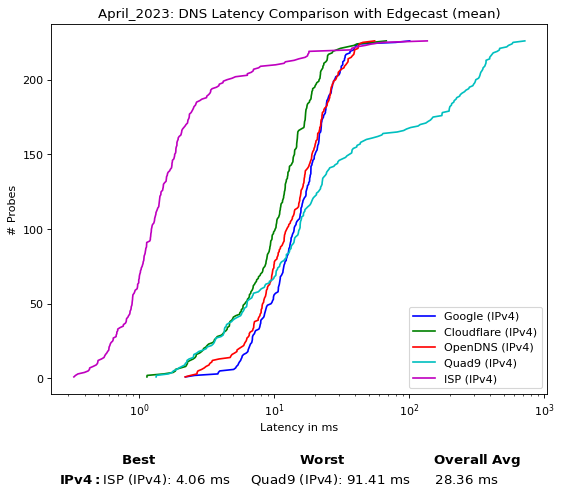 April_2023: DNS Latency Comparison with Edgecast (mean)
# Probes
200
150
100
50
0
Google (IPv4)
Cloudflare (IPv4)
OpenDNS (IPv4)
Quad9 (IPv4)
ISP (IPv4)
10⁰ 10¹ 10² 10³
Latency in ms
Best Worst Overall Avg
IPv4: ISP (IPv4): 4.06 ms Quad9 (IPv4): 91.41 ms 28.36 ms